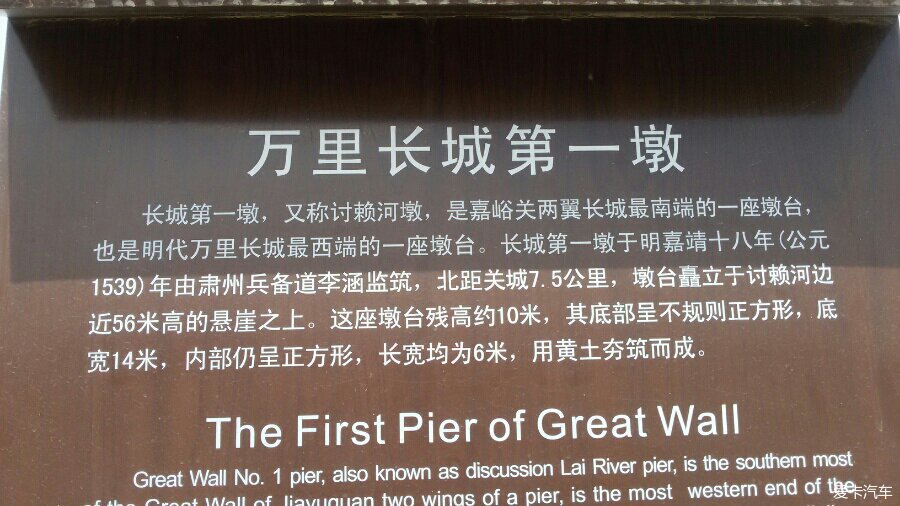 万里长城第一墩
长城第一墩，又称讨赖河墩，是嘉峪关两翼长城最南端的一座墩台，
也是明代万里长城最西端的一座墩台。长城第一墩于明嘉靖十八年(公元
1539)年由肃州兵备道李涵监筑，北距关城7.5公里，墩台矗立于讨赖河边
近56米高的悬崖之上。这座墩台残高约10米，其底部呈不规则正方形，底
宽14米，内部仍呈正方形，长宽均为6米，用黄土夯筑而成。
The First Pier of Great Wall
Great Wall No. 1 pier, also known as discussion Lai River pier, is the southern most
of the Great Wall of Jiayuguan two wings of a pier, is the most western end of the
爱卡汽车